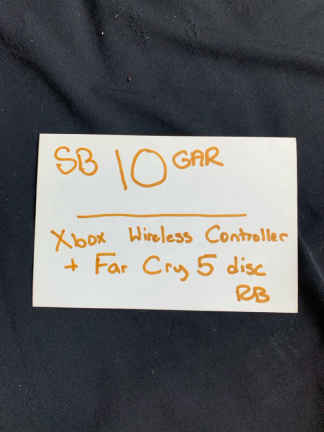 SB 10 GAR
Xbox Wireless Controller
+ Far Cry 5 disc
RB